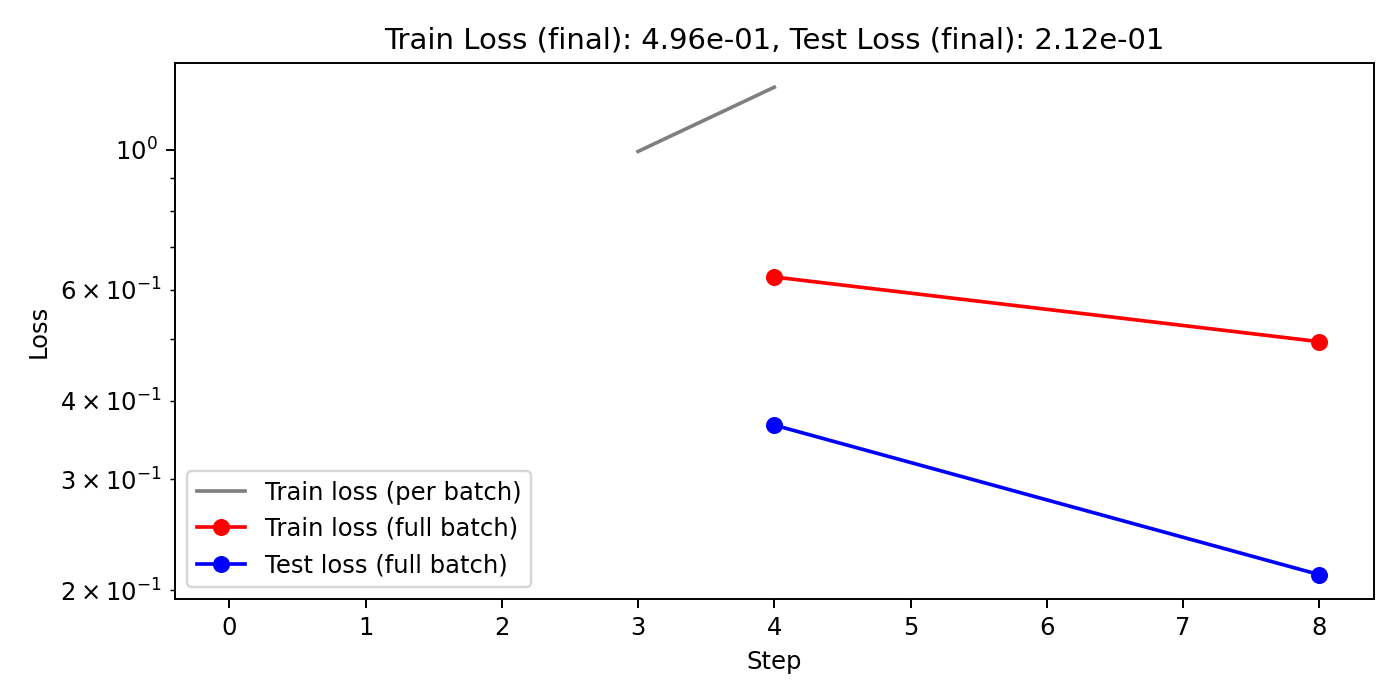 Train Loss (final): 4.96e-01, Test Loss (final): 2.12e-01
Loss
10⁰
6 × 10⁻¹
4 × 10⁻¹
3 × 10⁻¹
2 × 10⁻¹
Train loss (per batch)
Train loss (full batch)
Test loss (full batch)
0 1 2 3 4 5 6 7 8
Step